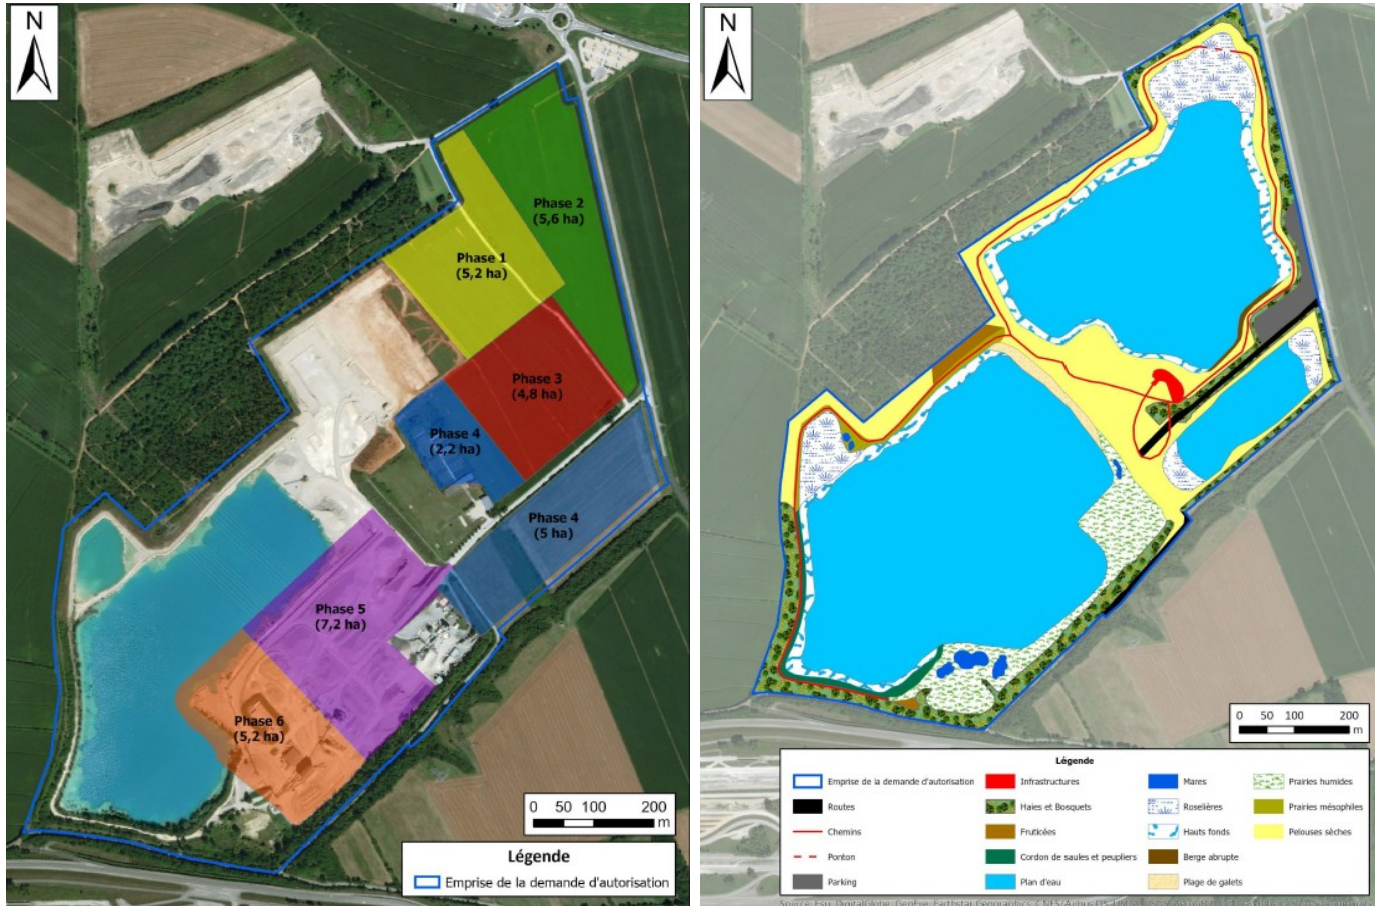 N
Phase 2
(5,6 ha)
Phase 1
(5,2 ha)
Phase 3
(4,8 ha)
Phase 4
(2,2 ha)
Phase 4
(5 ha)
Phase 5
(7,2 ha)
Phase 6
(5,2 ha)
0 50 100 200
m
Légende
Emprise de la demande d'autorisation
N
0 50 100 200
m
Légende
Emprise de la demande d'autorisation
Infrastructures
Mares
Prairies humides
Routes
Haies et Bosquets
Roselières
Prairies mésophiles
Chemins
Fruticées
Hauts fonds
Pelouses sèches
Ponton
Cordon de saules et peupliers
Berge abrupte
Parking
Plan d'eau
Plage de galets